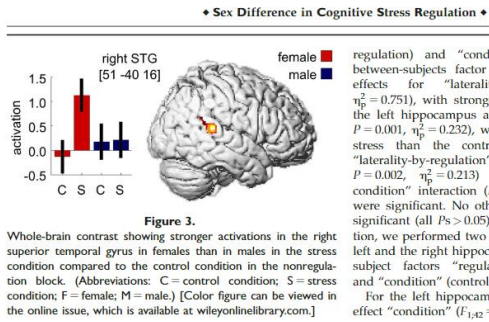 ◆ Sex Difference in Cognitive Stress Regulation ◆
right STG
[51 -40 16]
female
male
activation
1.5
1.0
0.5
0.0
-0.5
C S C S
Figure 3.
Whole-brain contrast showing stronger activations in the right
superior temporal gyrus in females than in males in the stress
condition compared to the control condition in the nonregula-
tion block. (Abbreviations: C = control condition; S = stress
condition; F = female; M = male.) [Color figure can be viewed in
the online issue, which is available at wileyonlinelibrary.com.]
regulation) and "cond
between-subjects factor
effects for "laterali
η²p = 0.751), with strong
the left hippocampus a
P = 0.001, η²p = 0.232), w
stress than the contr
"laterality-by-regulation"
P = 0.002, η²p = 0.213)
condition" interaction (
were significant. No oth
significant (all Ps > 0.05)
tion, we performed two
left and the right hippoc
subject factors "regula
and "condition" (control
For the left hippocam
effect "condition" (F1;42 =